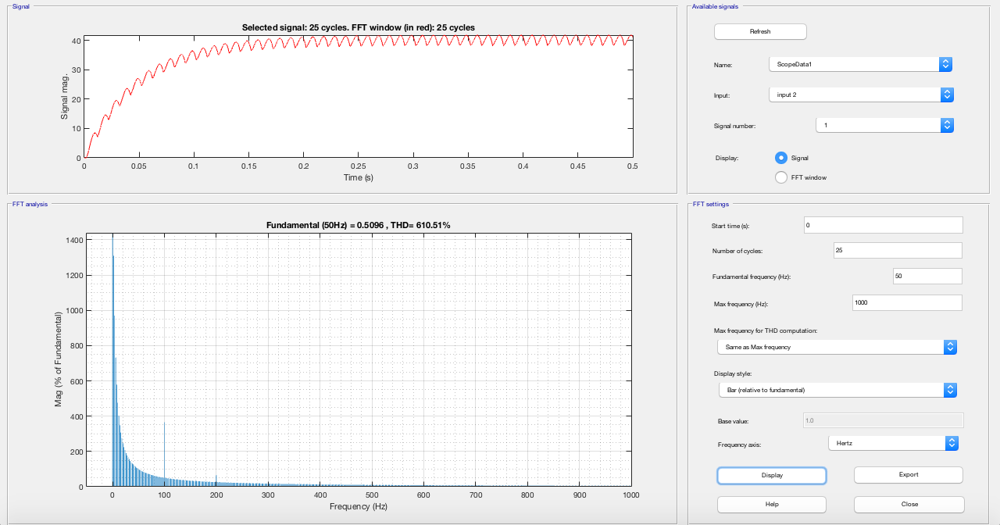 Signal
Selected signal: 25 cycles. FFT window (in red): 25 cycles
40
30
20
10
0
Signal mag.
0 0.05 0.1 0.15 0.2 0.25 0.3 0.35 0.4 0.45 0.5
Time (s)
Available signals
Refresh
Name: ScopeData1
Input: input 2
Signal number: 1
Display: Signal
FFT window
FFT analysis
Fundamental (50Hz) = 0.5096 , THD= 610.51%
1400
1200
1000
800
600
400
200
0
Mag (% of Fundamental)
0 100 200 300 400 500 600 700 800 900 1000
Frequency (Hz)
FFT settings
Start time (s): 0
Number of cycles: 25
Fundamental frequency (Hz): 50
Max frequency (Hz): 1000
Max frequency for THD computation:
Same as Max frequency
Display style:
Bar (relative to fundamental)
Base value: 1.0
Frequency axis: Hertz
Display Export
Help Close